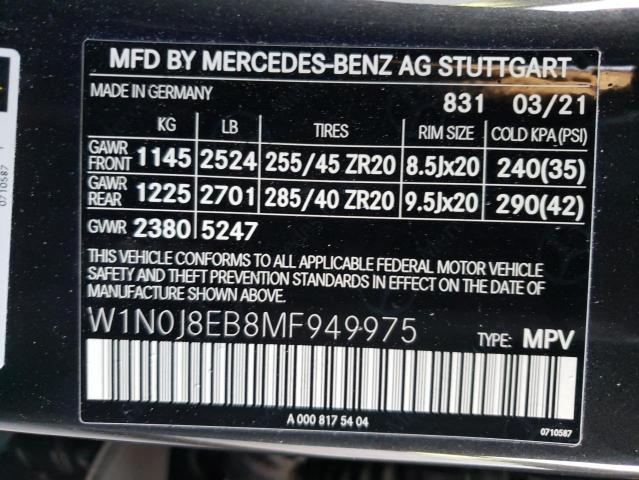 MFD BY MERCEDES-BENZ AG STUTTGART
MADE IN GERMANY 831 03/21
KG LB TIRES RIM SIZE COLD KPA(PSI)
GAWR FRONT 1145 2524 255/45 ZR20 8.5Jx20 240(35)
GAWR REAR 1225 2701 285/40 ZR20 9.5Jx20 290(42)
GVWR 2380 5247
THIS VEHICLE CONFORMS TO ALL APPLICABLE FEDERAL MOTOR VEHICLE
SAFETY AND THEFT PREVENTION STANDARDS IN EFFECT ON THE DATE
OF MANUFACTURE SHOWN ABOVE.
W1N0J8EB8MF949975 TYPE: MPV
A 000 817 54 04
0710587
0710587